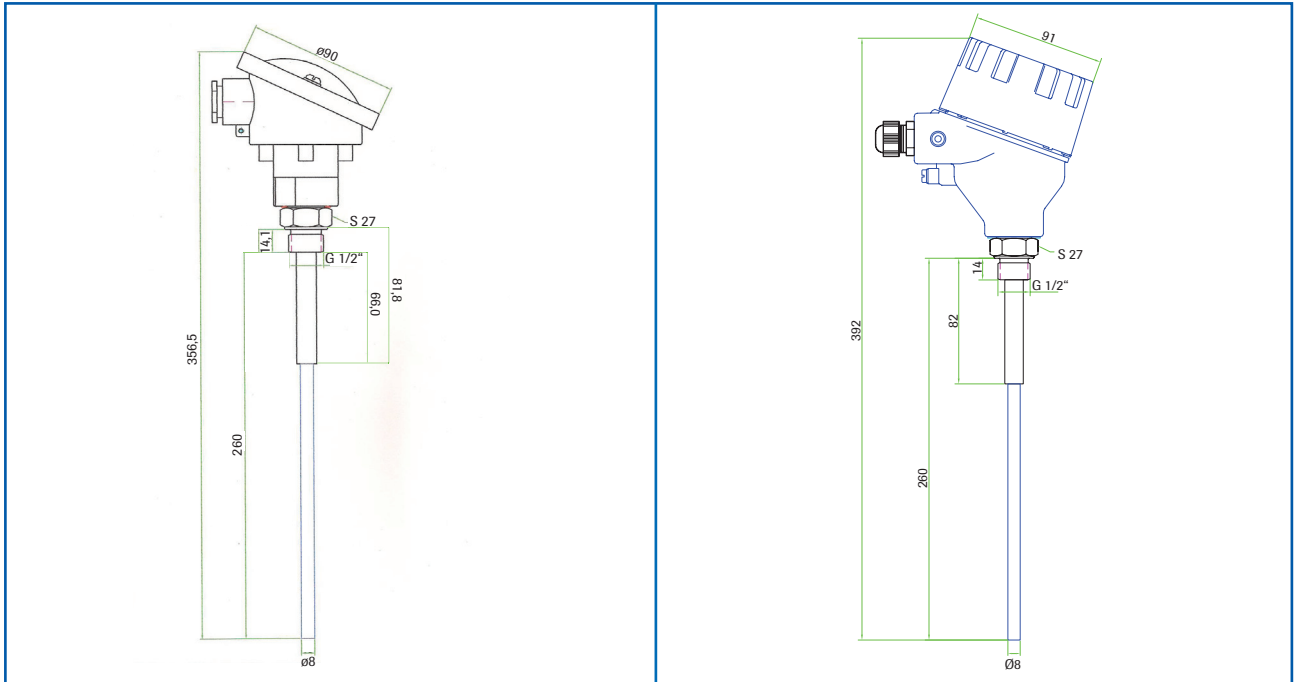 ø90
S 27
14,1
G 1/2“
81,8
66,0
356,5
260
ø8
91
S 27
14
G 1/2“
82
392
260
Ø8